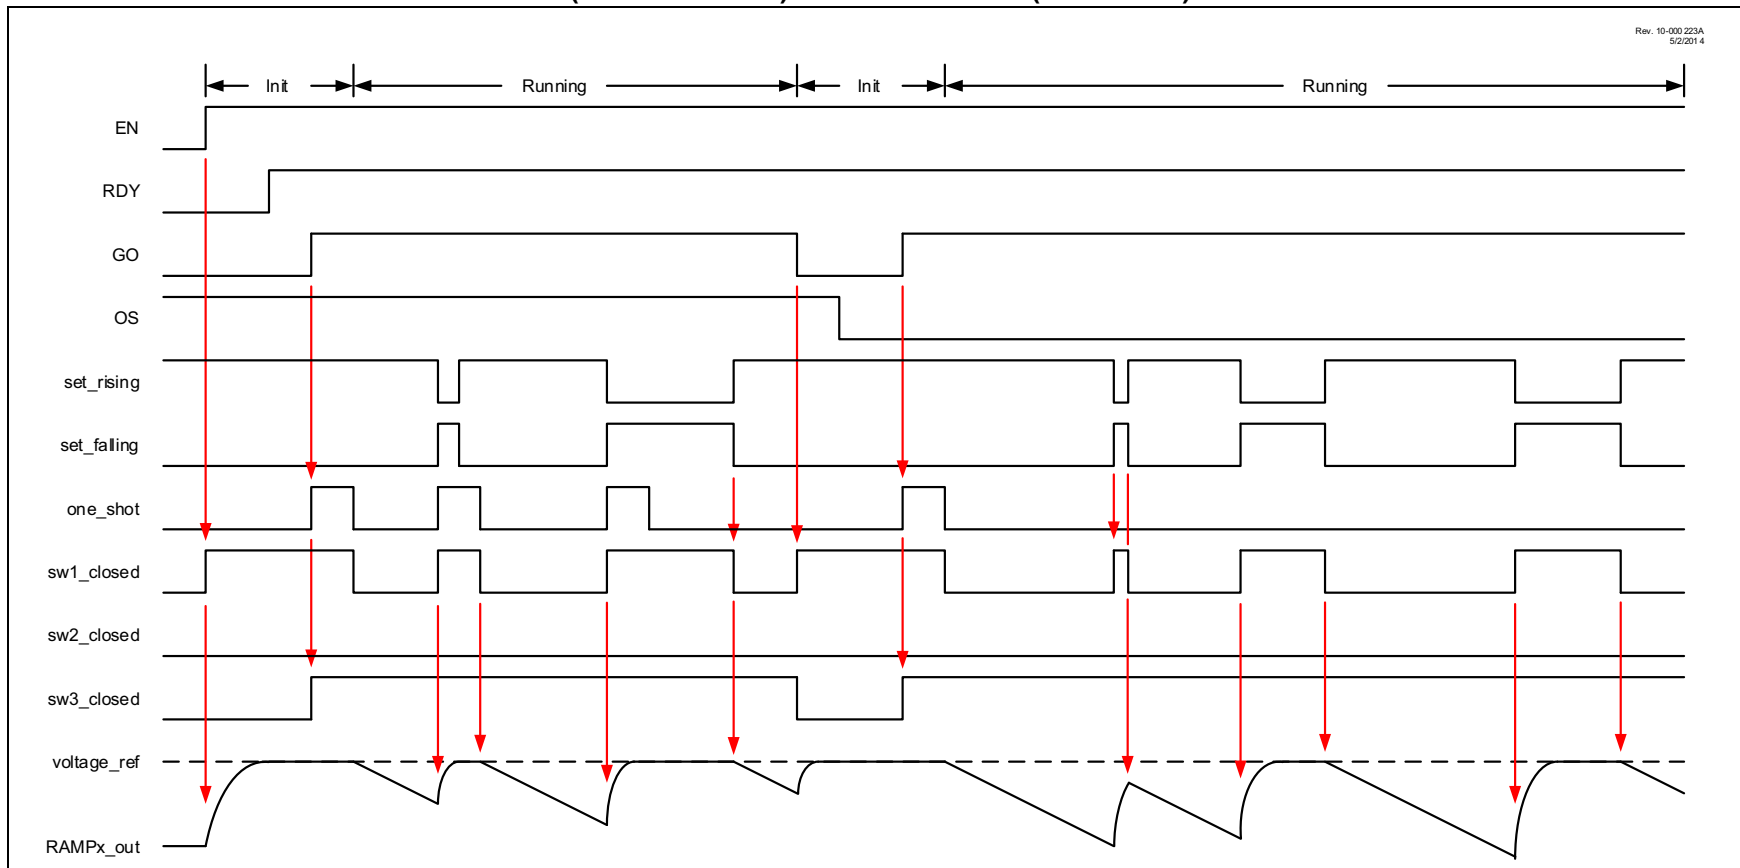 Rev. 10-000 223A
5/2/2014
Init
Running
Init
Running
EN
RDY
GO
OS
set_rising
set_falling
one_shot
sw1_closed
sw2_closed
sw3_closed
voltage_ref
RAMPx_out